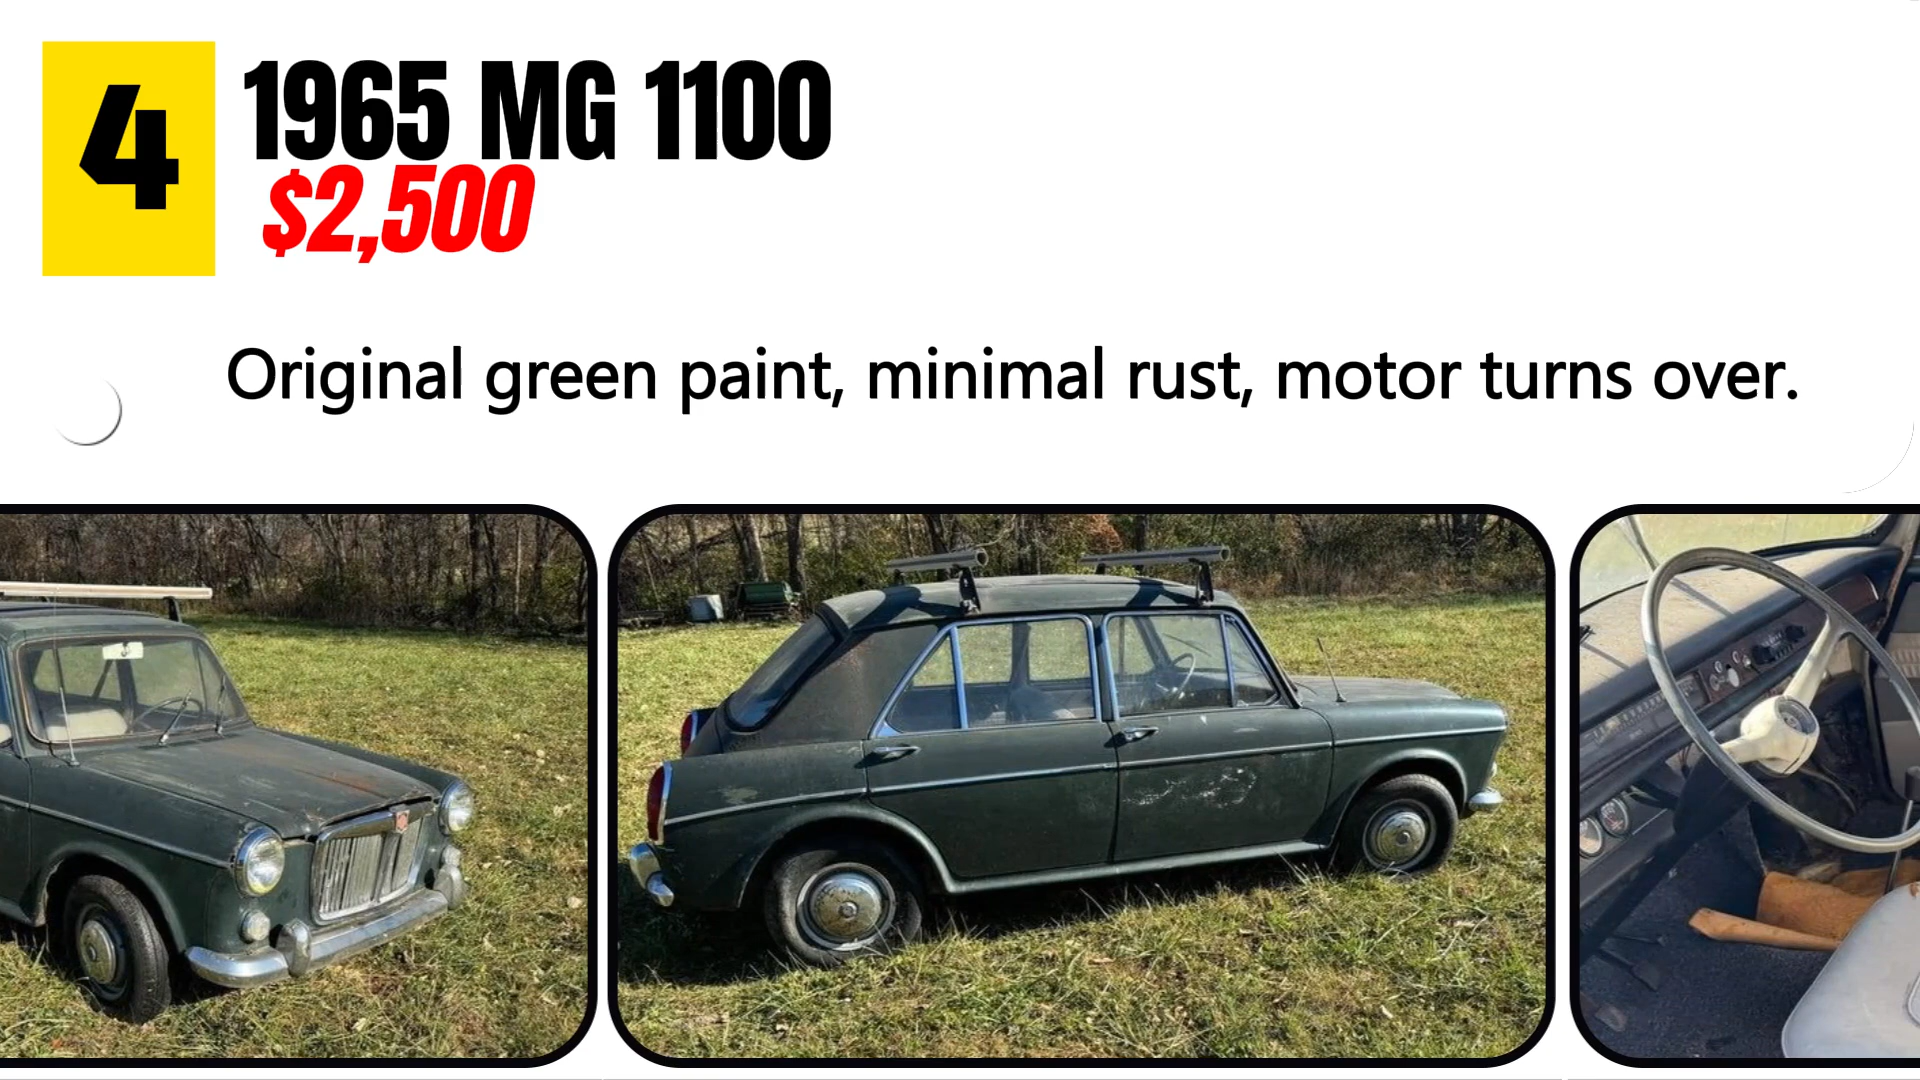 4
1965 MG 1100
$2,500
Original green paint, minimal rust, motor turns over.